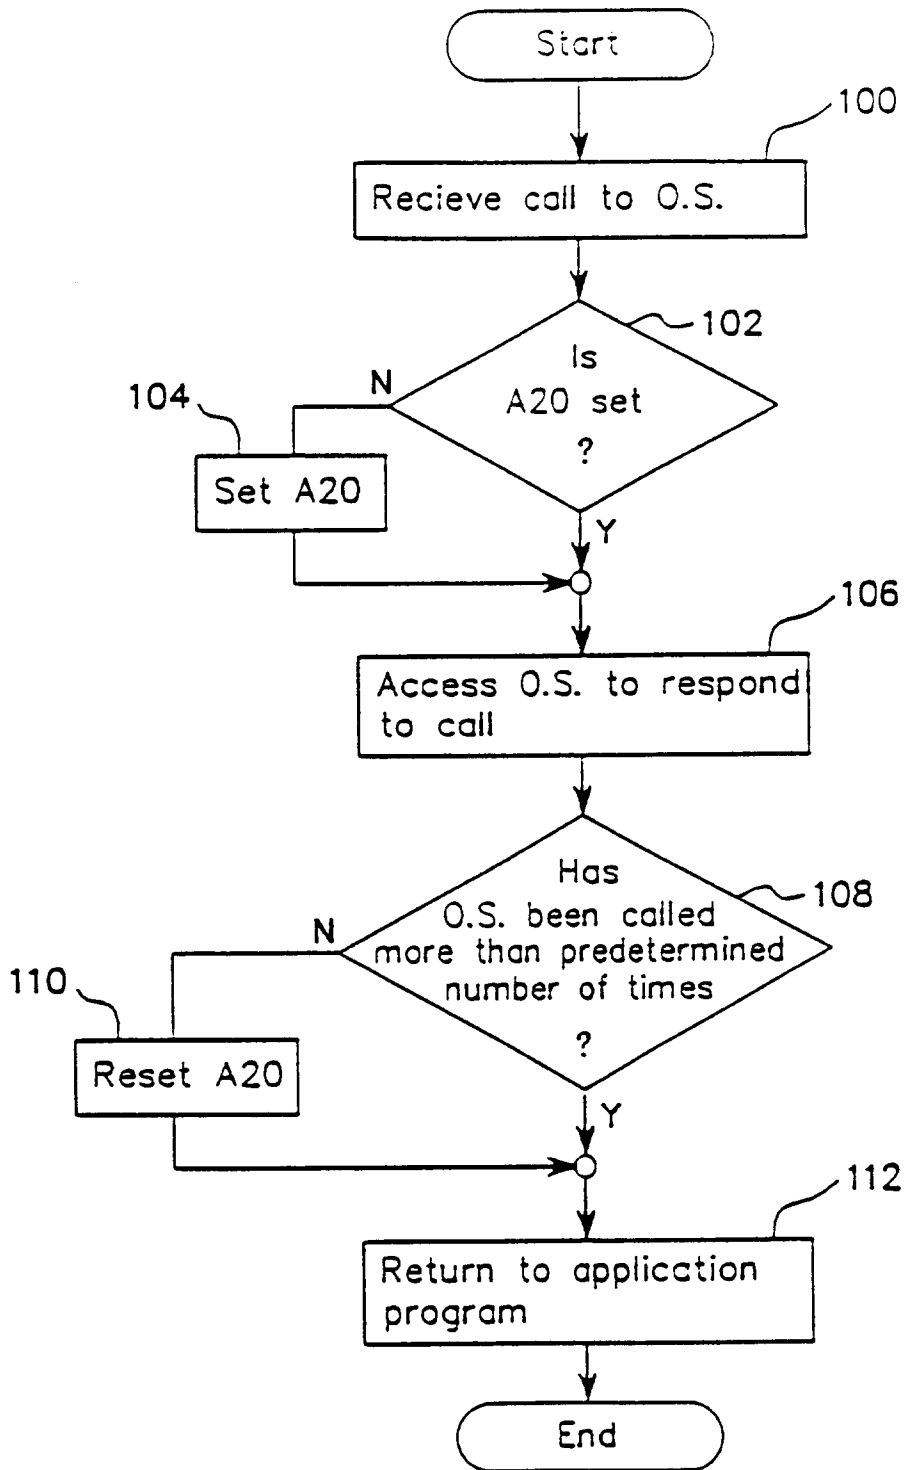 Start
100
Recieve call to O.S.
102
Is
A20 set
?
N
104
Set A20
Y
106
Access O.S. to respond
to call
Has
O.S. been called
more than predetermined
number of times
?
108
N
110
Reset A20
Y
112
Return to application
program
End